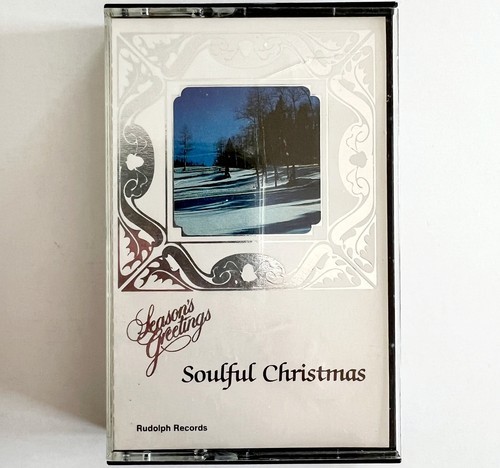 Season's
Greetings
Soulful Christmas
Rudolph Records